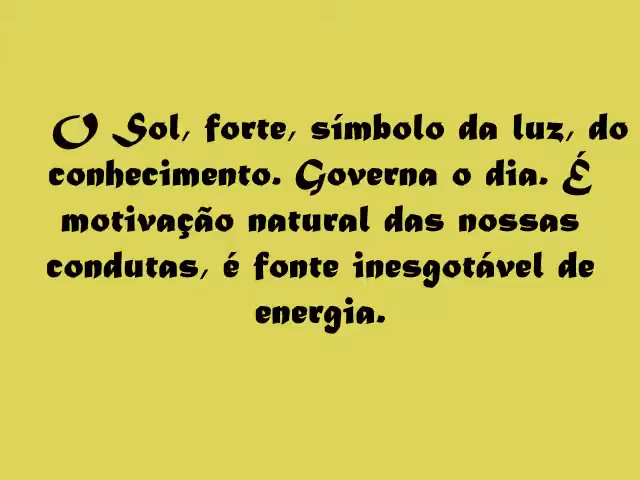 O Sol, forte, símbolo da luz, do
conhecimento. Governa o dia. É
motivação natural das nossas
condutas, é fonte inesgotável de
energia.